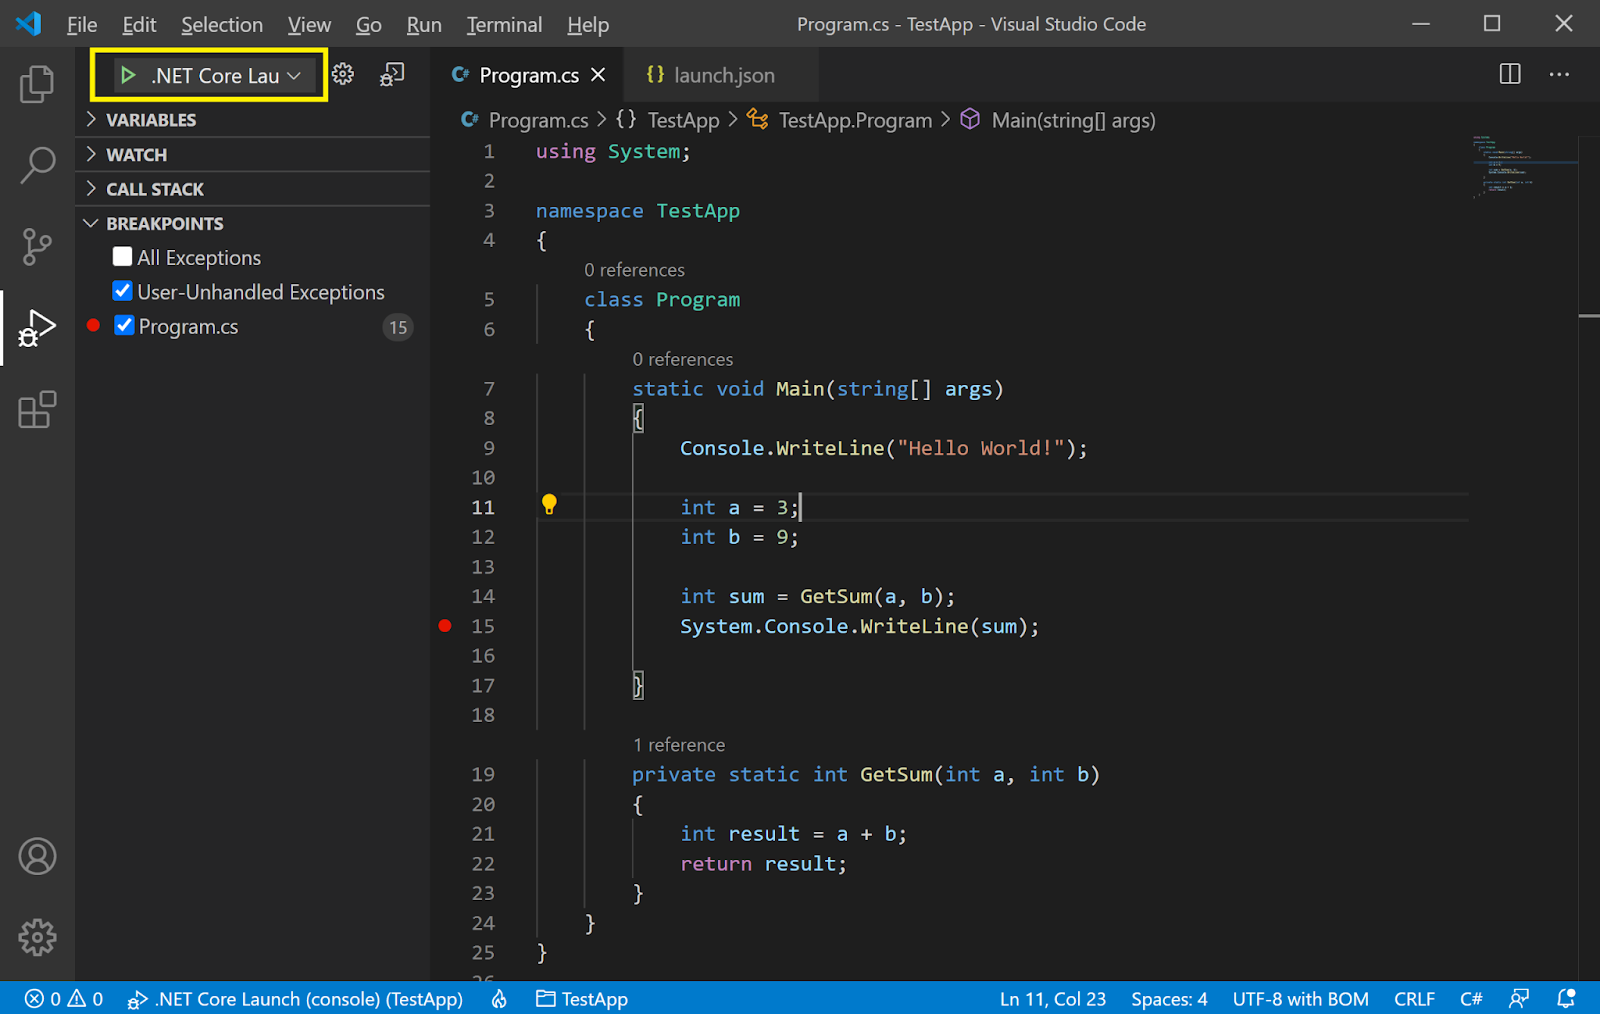 File Edit Selection View Go Run Terminal Help Program.cs - TestApp - Visual Studio Code
.NET Core Lau
Program.cs launch.json
VARIABLES
WATCH
CALL STACK
BREAKPOINTS
All Exceptions
User-Unhandled Exceptions
Program.cs 15
Program.cs > {} TestApp > TestApp.Program > Main(string[] args)
1 using System;
2
3 namespace TestApp
4 {
0 references
5 class Program
6 {
0 references
7 static void Main(string[] args)
8 {
9 Console.WriteLine("Hello World!");
10
11 int a = 3;
12 int b = 9;
13
14 int sum = GetSum(a, b);
15 System.Console.WriteLine(sum);
16
17 }
18
1 reference
19 private static int GetSum(int a, int b)
20 {
21 int result = a + b;
22 return result;
23 }
24 }
25 }
0 0 .NET Core Launch (console) (TestApp) TestApp Ln 11, Col 23 Spaces: 4 UTF-8 with BOM CRLF C#